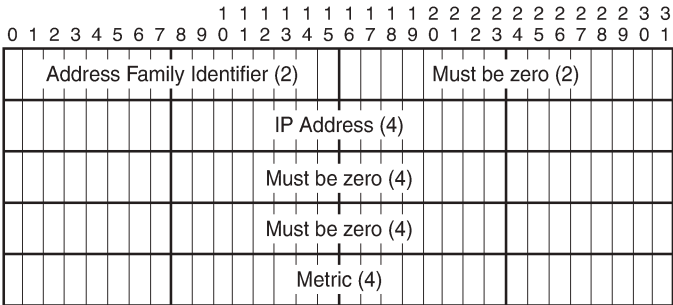 1 1 1 1 1 1 1 1 1 1 2 2 2 2 2 2 2 2 2 2 3 3
0 1 2 3 4 5 6 7 8 9 0 1 2 3 4 5 6 7 8 9 0 1 2 3 4 5 6 7 8 9 0 1
Address Family Identifier (2) Must be zero (2)
IP Address (4)
Must be zero (4)
Must be zero (4)
Metric (4)